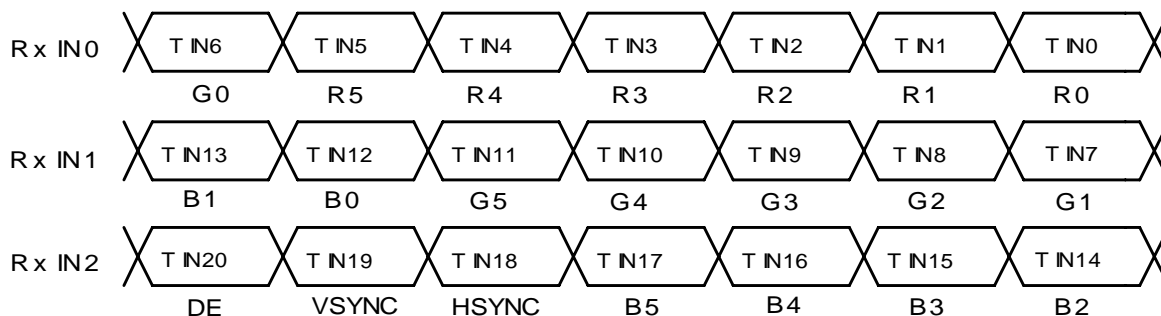 Rx IN0 TIN6 TIN5 TIN4 TIN3 TIN2 TIN1 TIN0
G0 R5 R4 R3 R2 R1 R0
Rx IN1 TIN13 TIN12 TIN11 TIN10 TIN9 TIN8 TIN7
B1 B0 G5 G4 G3 G2 G1
Rx IN2 TIN20 TIN19 TIN18 TIN17 TIN16 TIN15 TIN14
DE VSYNC HSYNC B5 B4 B3 B2